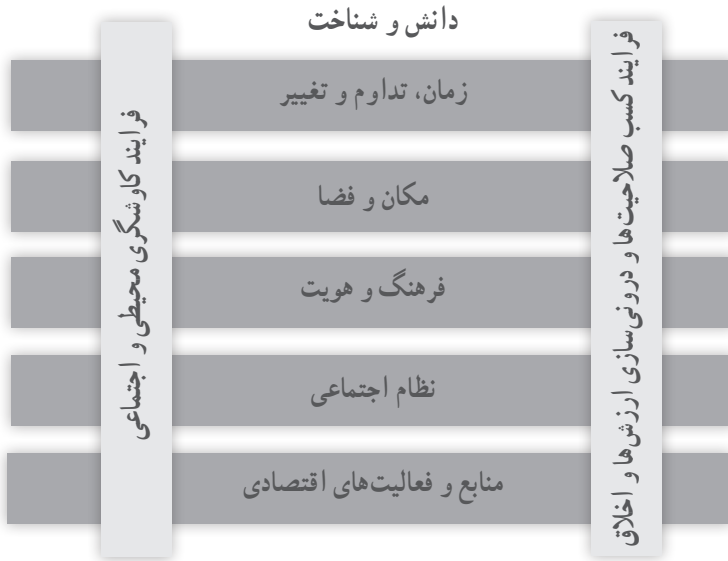 دانش و شناخت
زمان، تداوم و تغییر
مکان و فضا
فرهنگ و هویت
نظام اجتماعی
منابع و فعالیت‌های اقتصادی
فرایند کسب صلاحیت‌ها و درونی‌سازی ارزش‌ها و اخلاق
فرایند کاوشگری محیطی و اجتماعی